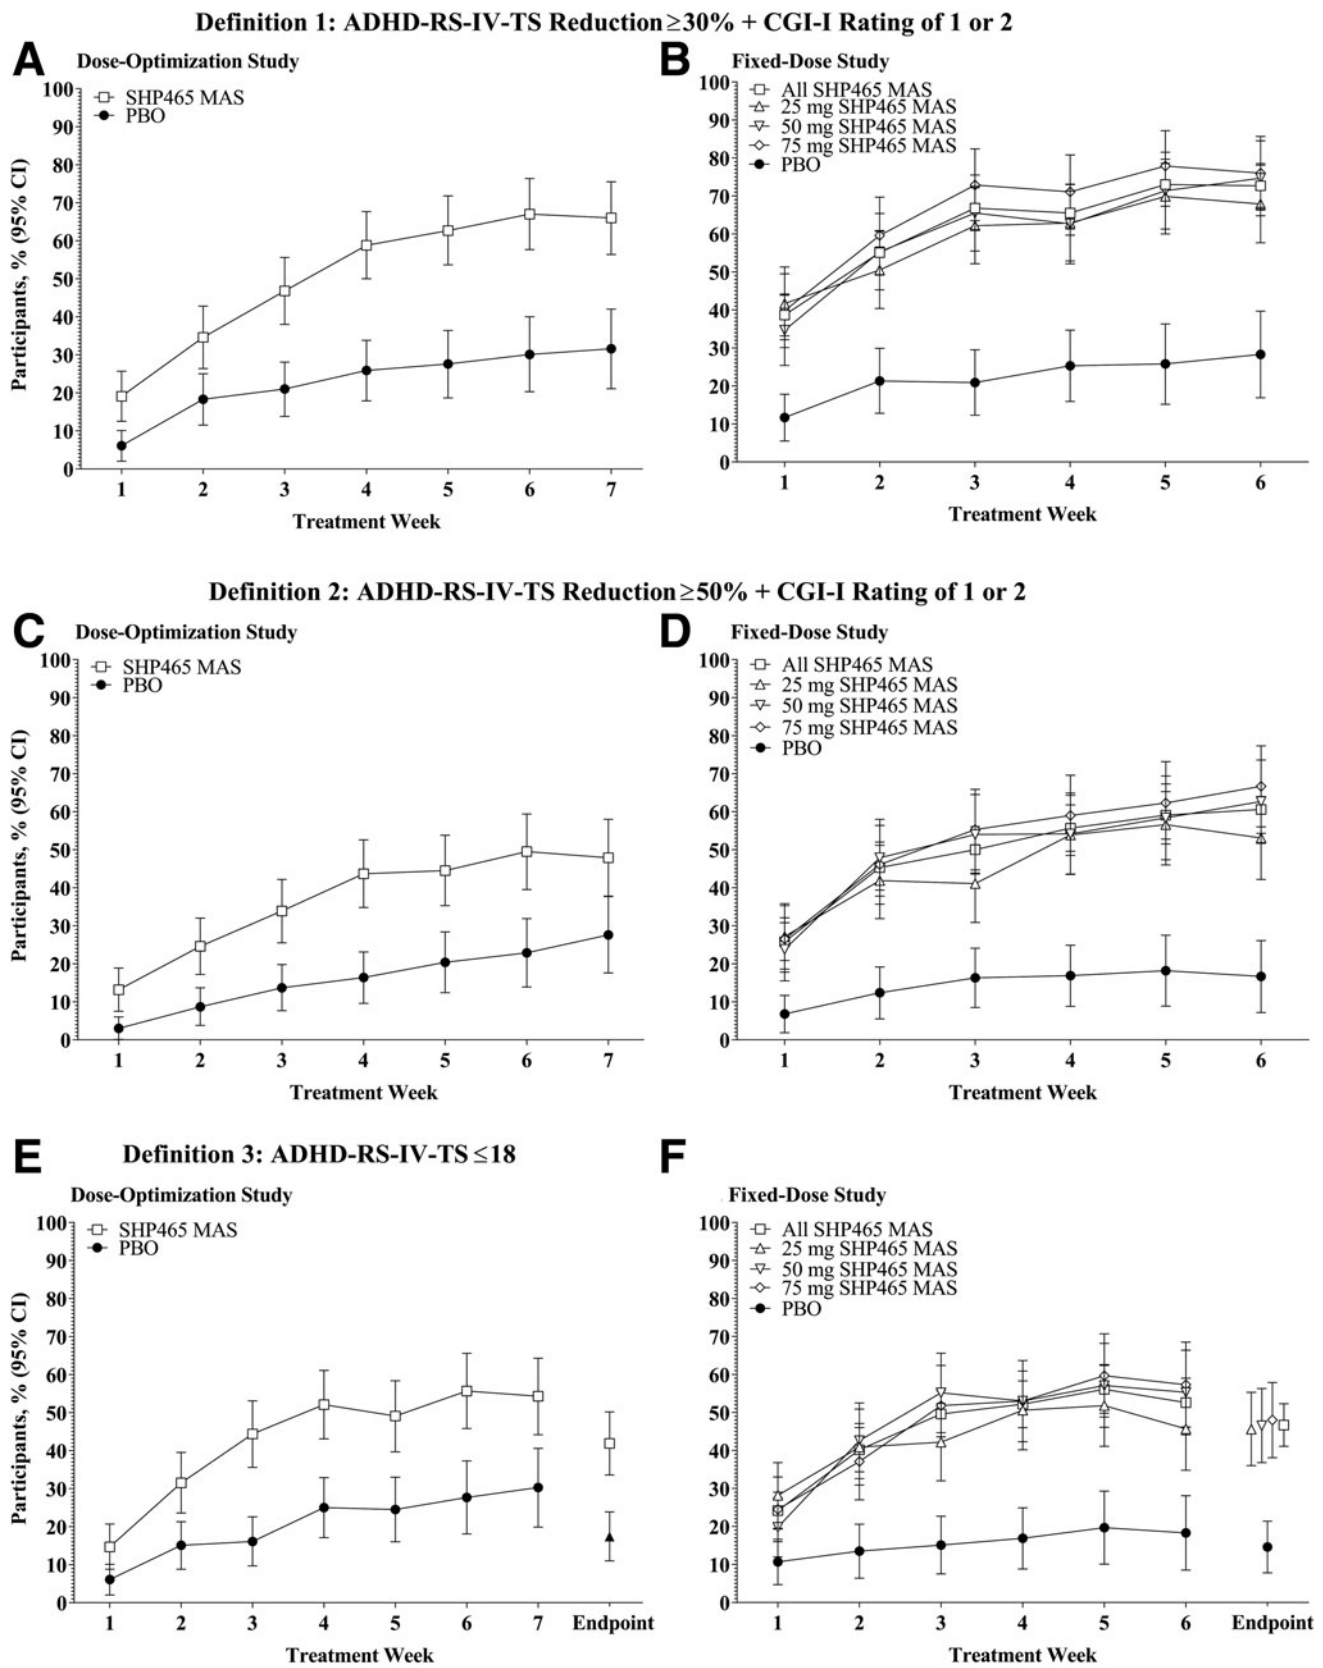 Definition 1: ADHD-RS-IV-TS Reduction ≥30% + CGI-I Rating of 1 or 2
A
Dose-Optimization Study
SHP465 MAS
PBO
Participants, % (95% CI)
100
90
80
70
60
50
40
30
20
10
0
1 2 3 4 5 6 7
Treatment Week
B
Fixed-Dose Study
All SHP465 MAS
25 mg SHP465 MAS
50 mg SHP465 MAS
75 mg SHP465 MAS
PBO
100
90
80
70
60
50
40
30
20
10
0
1 2 3 4 5 6
Treatment Week
Definition 2: ADHD-RS-IV-TS Reduction ≥50% + CGI-I Rating of 1 or 2
C
Dose-Optimization Study
SHP465 MAS
PBO
Participants, % (95% CI)
100
90
80
70
60
50
40
30
20
10
0
1 2 3 4 5 6 7
Treatment Week
D
Fixed-Dose Study
All SHP465 MAS
25 mg SHP465 MAS
50 mg SHP465 MAS
75 mg SHP465 MAS
PBO
100
90
80
70
60
50
40
30
20
10
0
1 2 3 4 5 6
Treatment Week
E
Definition 3: ADHD-RS-IV-TS ≤18
Dose-Optimization Study
SHP465 MAS
PBO
Participants, % (95% CI)
100
90
80
70
60
50
40
30
20
10
0
1 2 3 4 5 6 7 Endpoint
Treatment Week
F
Fixed-Dose Study
All SHP465 MAS
25 mg SHP465 MAS
50 mg SHP465 MAS
75 mg SHP465 MAS
PBO
100
90
80
70
60
50
40
30
20
10
0
1 2 3 4 5 6 Endpoint
Treatment Week